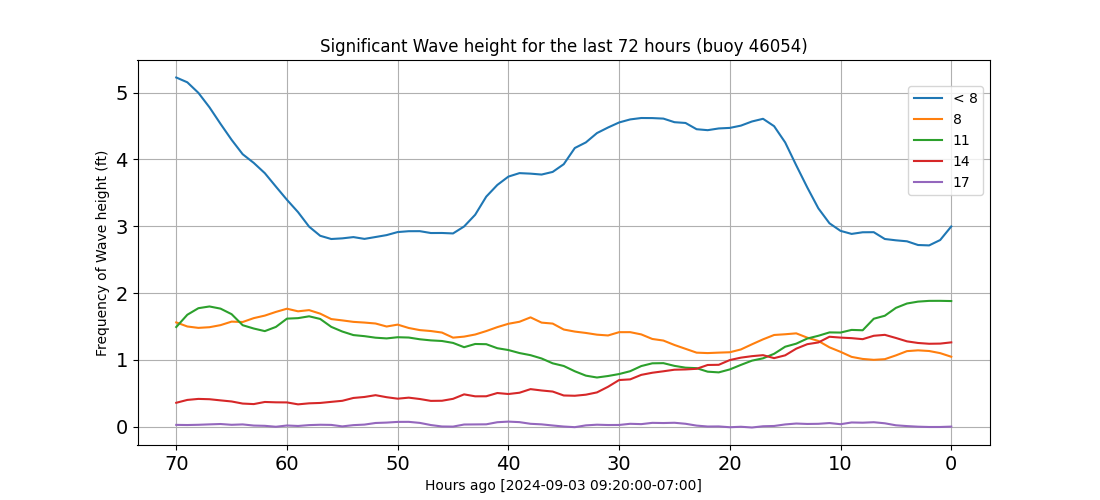 Significant Wave height for the last 72 hours (buoy 46054)
Frequency of Wave height (ft)
5
4
3
2
1
0
< 8
8
11
14
17
70 60 50 40 30 20 10 0
Hours ago [2024-09-03 09:20:00-07:00]